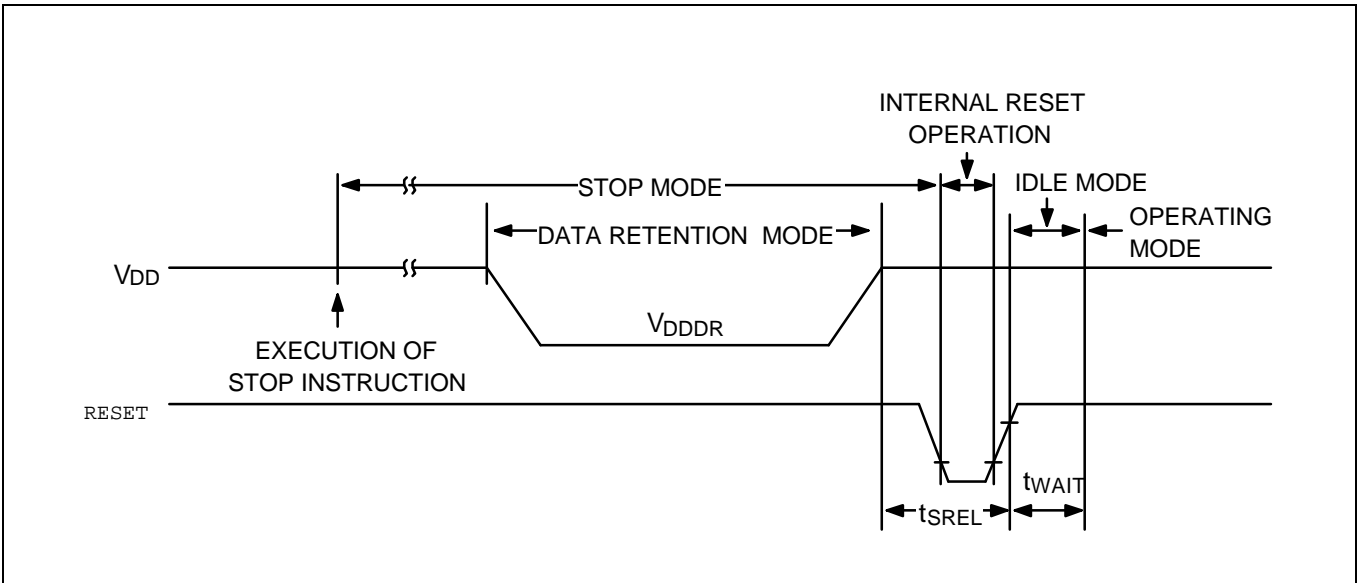 INTERNAL RESET
OPERATION
STOP MODE
IDLE MODE
DATA RETENTION MODE
OPERATING
MODE
VDD
VDDDR
EXECUTION OF
STOP INSTRUCTION
RESET
tWAIT
tSREL